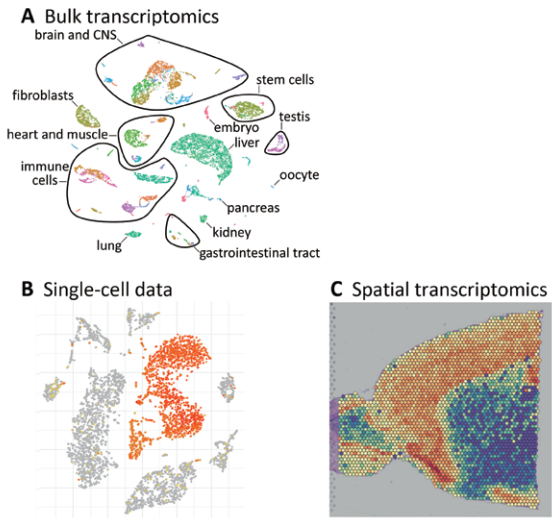 A Bulk transcriptomics
brain and CNS
stem cells
fibroblasts
testis
embryo
heart and muscle
liver
immune
cells
oocyte
pancreas
kidney
lung
gastrointestinal tract
B Single-cell data
C Spatial transcriptomics